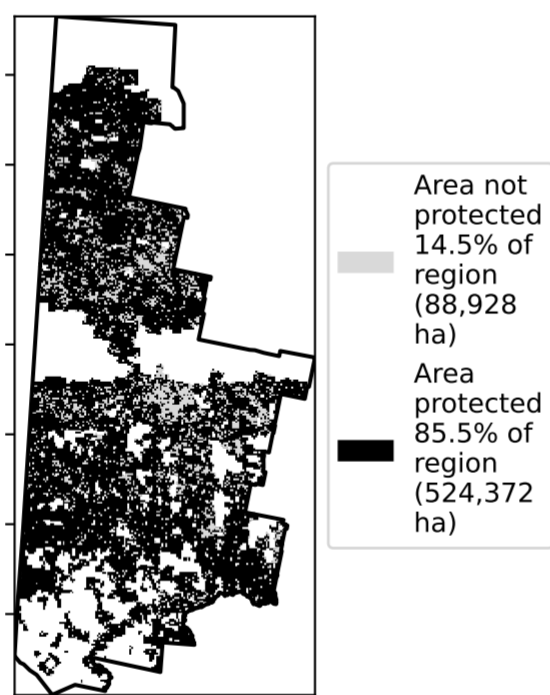 Area not
protected
14.5% of
region
(88,928
ha)
Area
protected
85.5% of
region
(524,372
ha)